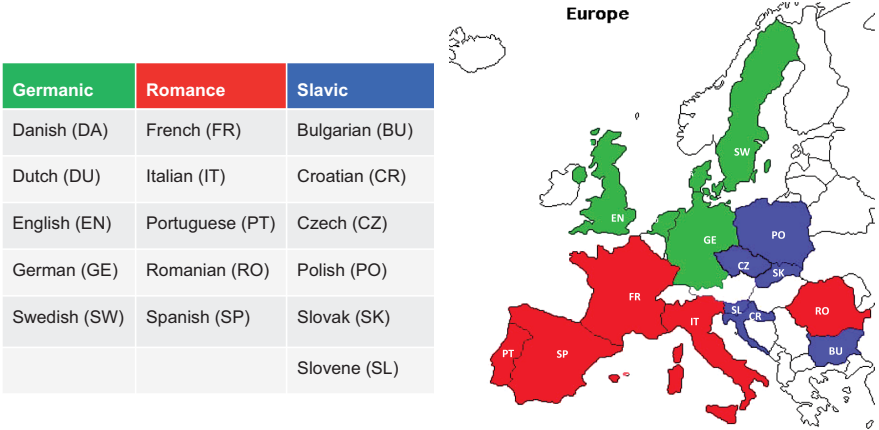 Europe
Germanic Romance Slavic
Danish (DA) French (FR) Bulgarian (BU)
Dutch (DU) Italian (IT) Croatian (CR)
English (EN) Portuguese (PT) Czech (CZ)
German (GE) Romanian (RO) Polish (PO)
Swedish (SW) Spanish (SP) Slovak (SK)
Slovene (SL)
SW
EN
GE
PO
CZ
SK
FR
IT
SL
CR
RO
BU
PT
SP